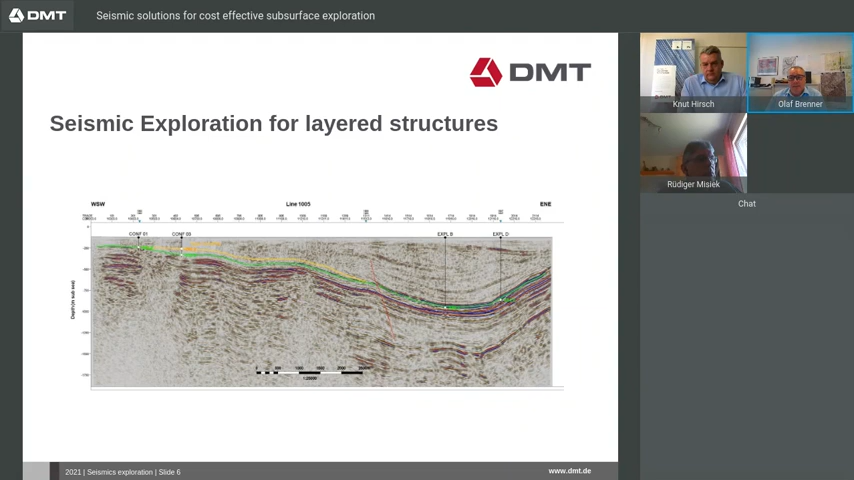 DMT
Seismic solutions for cost effective subsurface exploration
DMT
Seismic Exploration for layered structures
WSW
Line 1005
ENE
CONF 01
CONF 03
EXPL B
EXPL D
Depth (m sub sea)
2021 | Seismics exploration | Slide 6
www.dmt.de
Knut Hirsch
Olaf Brenner
Rüdiger Misiek
Chat